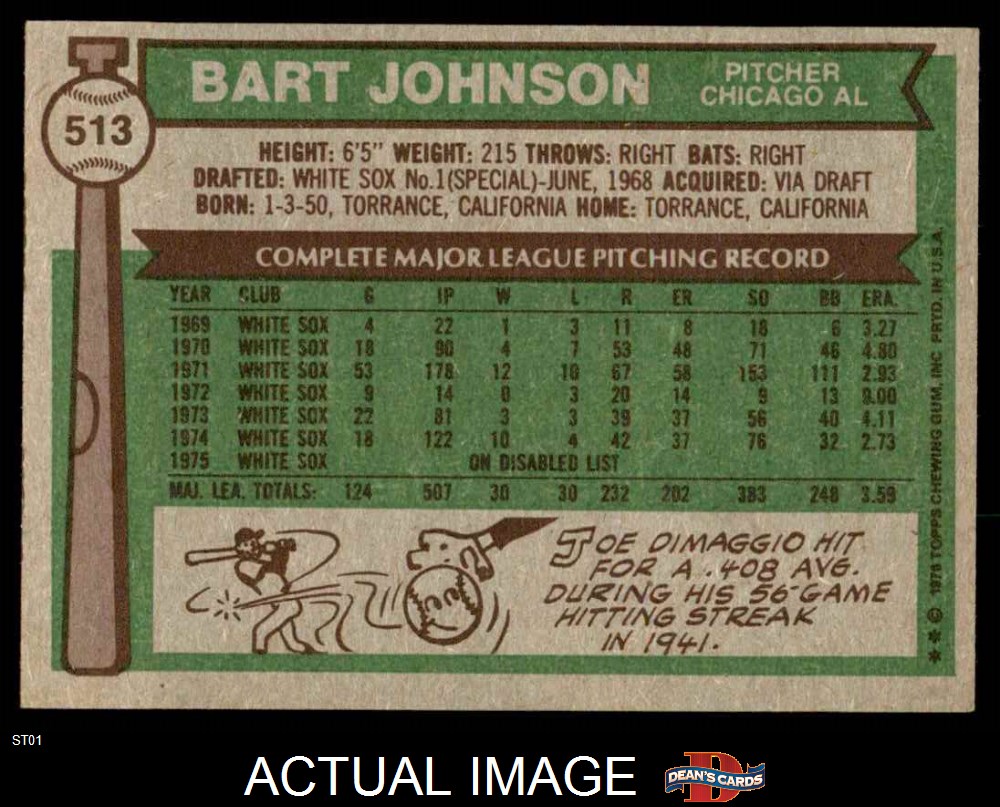 513
BART JOHNSON
PITCHER
CHICAGO AL
HEIGHT: 6'5" WEIGHT: 215 THROWS: RIGHT BATS: RIGHT
DRAFTED: WHITE SOX No.1(SPECIAL)-JUNE, 1968 ACQUIRED: VIA DRAFT
BORN: 1-3-50, TORRANCE, CALIFORNIA HOME: TORRANCE, CALIFORNIA
COMPLETE MAJOR LEAGUE PITCHING RECORD
YEAR CLUB G IP W L R ER SO BB ERA.
1969 WHITE SOX 4 22 1 3 11 8 18 6 3.27
1970 WHITE SOX 18 90 4 7 53 48 71 46 4.80
1971 WHITE SOX 53 178 12 10 67 58 153 111 2.93
1972 WHITE SOX 9 14 0 3 20 14 9 13 9.00
1973 WHITE SOX 22 81 3 3 39 37 56 40 4.11
1974 WHITE SOX 18 122 10 4 42 37 76 32 2.73
1975 WHITE SOX ON DISABLED LIST
MAJ. LEA. TOTALS: 124 507 30 30 232 202 383 248 3.59
JOE DIMAGGIO HIT
FOR A .408 AVG.
DURING HIS 56-GAME
HITTING STREAK
IN 1941.
** © 1976 TOPPS CHEWING GUM, INC PRTD. IN U.S.A.
ST01
ACTUAL IMAGE
DEAN'S CARDS